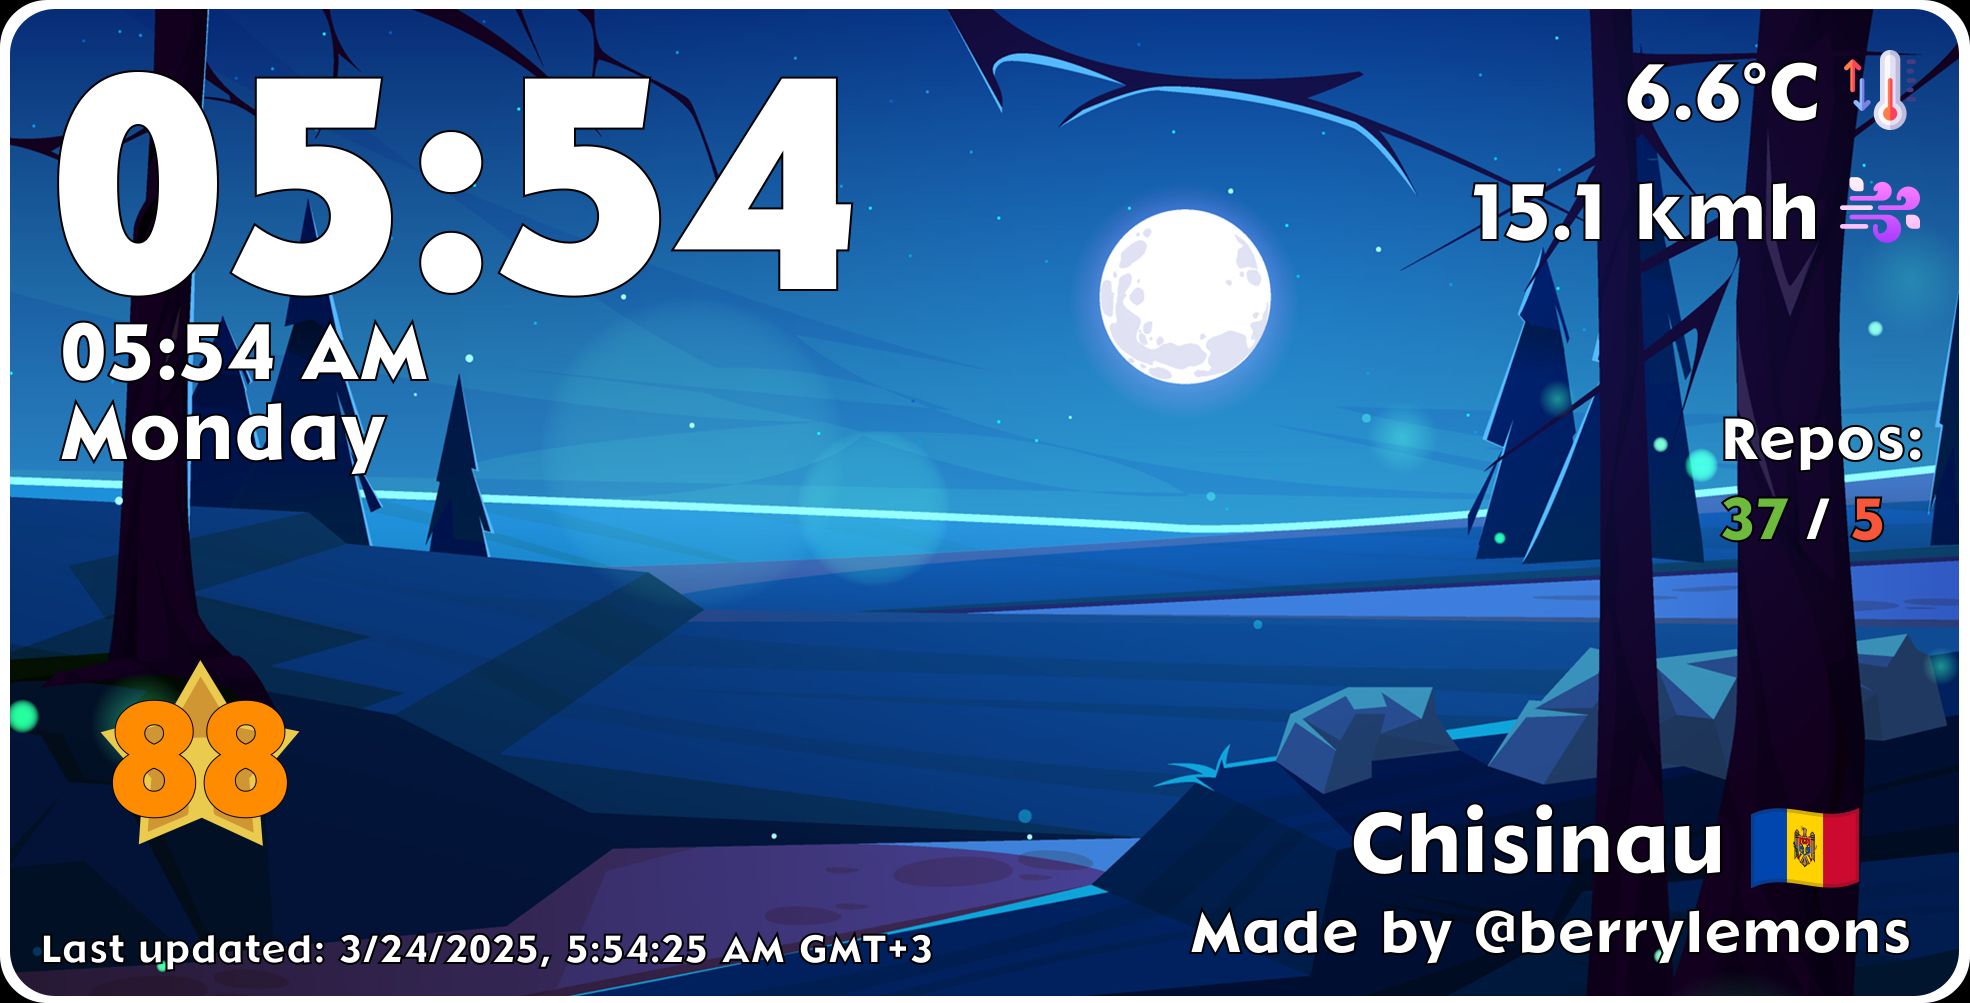 05:54
05:54 AM
Monday
6.6°C
15.1 kmh
Repos:
37 / 5
88
Chisinau
Made by @berrylemons
Last updated: 3/24/2025, 5:54:25 AM GMT+3